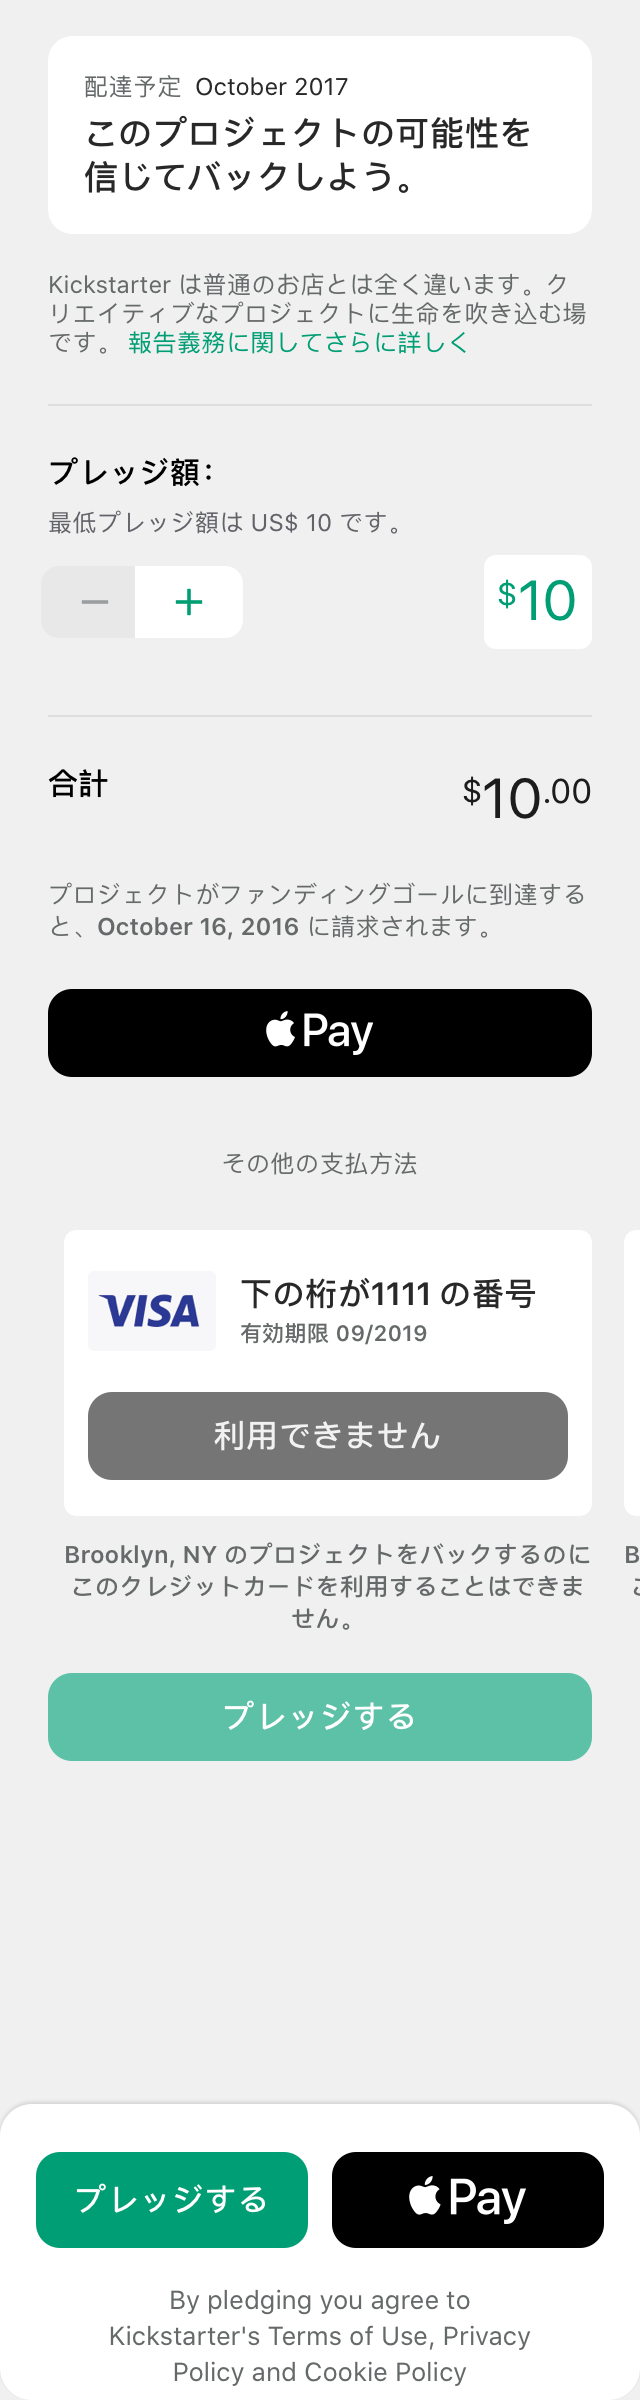 配達予定 October 2017
このプロジェクトの可能性を
信じてバックしよう。
Kickstarter は普通のお店とは全く違います。ク
リエイティブなプロジェクトに生命を吹き込む場
です。 報告義務に関してさらに詳しく
プレッジ額：
最低プレッジ額は US$ 10 です。
− +
$10
合計
$10.00
プロジェクトがファンディングゴールに到達する
と、October 16, 2016 に請求されます。
Pay
その他の支払方法
VISA
下の桁が1111 の番号
有効期限 09/2019
利用できません
Brooklyn, NY のプロジェクトをバックするのに
このクレジットカードを利用することはできま
せん。
B
プレッジする
プレッジする
Pay
By pledging you agree to
Kickstarter's Terms of Use, Privacy
Policy and Cookie Policy